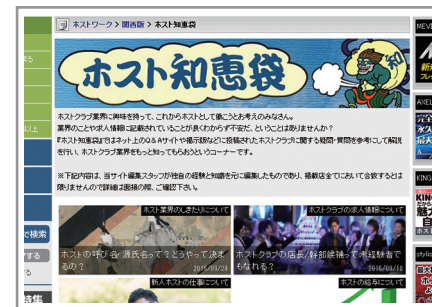 ホストワーク > 関西版 > ホスト知恵袋
ホスト知恵袋
知
ホストクラブ業界に興味を持って、これからホストとして働こうとお考えのみなさん。
業界のことや求人情報に記載されていることが良くわからず不安だ、ということはありませんか？
『ホスト知恵袋』ではネット上のQ&Aサイトや掲示版などに投稿されたホストクラブに関する疑問・質問を参考にして解説
を行い、ホストクラブ業界をもっと知ってもらおうというコーナーです。
※下記内容は、当サイト編集スタッフが独自の経験と知識を元に編集したものであり、掲載店全てにおいて合致するとは
限りませんので詳細は面接の際、ご確認下さい。
ホスト業界のしきたりについて
ホストの呼び名・源氏名って？どうやって決ま
るの？
2015/09/24
ホストクラブの求人情報について
ホストクラブの店長/幹部候補って未経験者で
もなれる？
2015/09/18
新人ホストの仕事について
ホストの給与について
以上
で検索
する
特集
MEV
AXEL
KING
stylis